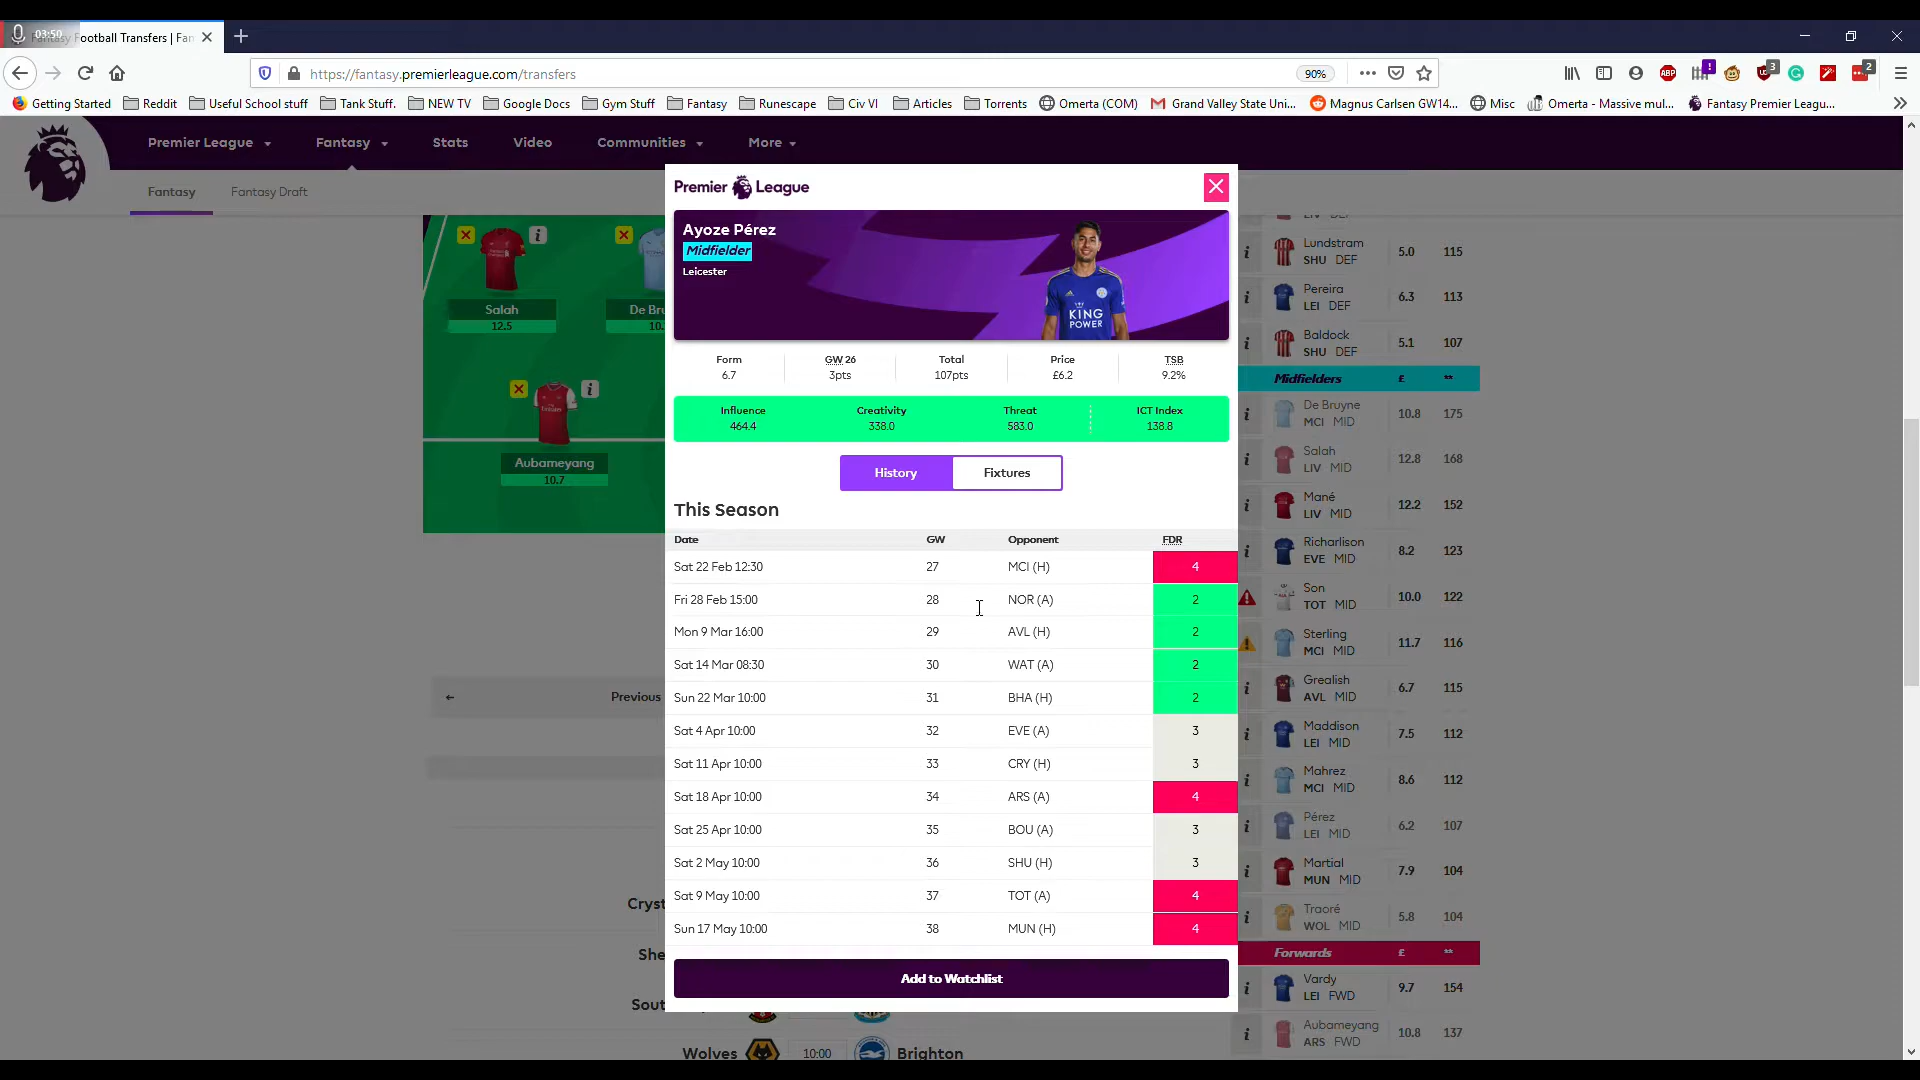 03:50
ootball Transfers | Fan
https://fantasy.premierleague.com/transfers
90%
Getting Started
Reddit
Useful School stuff
Tank Stuff.
NEW TV
Google Docs
Gym Stuff
Fantasy
Runescape
Civ VI
Articles
Torrents
Omerta (COM)
Grand Valley State Uni...
Magnus Carlsen GW14...
Misc
Omerta - Massive mul...
Fantasy Premier Leagu...
Premier League
Fantasy
Stats
Video
Communities
More
Fantasy
Fantasy Draft
Salah
12.5
De Bru
10.
Aubameyang
10.7
Previous
Cryst
She
Sout
Wolves 10:00 Brighton
Premier League
Ayoze Pérez
Midfielder
Leicester
KING POWER
Form GW 26 Total Price TSB
6.7 3pts 107pts £6.2 9.2%
Influence Creativity Threat ICT Index
464.4 338.0 583.0 138.8
History Fixtures
This Season
Date GW Opponent FDR
Sat 22 Feb 12:30 27 MCI (H) 4
Fri 28 Feb 15:00 28 NOR (A) 2
Mon 9 Mar 16:00 29 AVL (H) 2
Sat 14 Mar 08:30 30 WAT (A) 2
Sun 22 Mar 10:00 31 BHA (H) 2
Sat 4 Apr 10:00 32 EVE (A) 3
Sat 11 Apr 10:00 33 CRY (H) 3
Sat 18 Apr 10:00 34 ARS (A) 4
Sat 25 Apr 10:00 35 BOU (A) 3
Sat 2 May 10:00 36 SHU (H) 3
Sat 9 May 10:00 37 TOT (A) 4
Sun 17 May 10:00 38 MUN (H) 4
Add to Watchlist
Lundstram 5.0 115
SHU DEF
Pereira 6.3 113
LEI DEF
Baldock 5.1 107
SHU DEF
Midfielders £ **
De Bruyne 10.8 175
MCI MID
Salah 12.8 168
LIV MID
Mané 12.2 152
LIV MID
Richarlison 8.2 123
EVE MID
Son 10.0 122
TOT MID
Sterling 11.7 116
MCI MID
Grealish 6.7 115
AVL MID
Maddison 7.5 112
LEI MID
Mahrez 8.6 112
MCI MID
Pérez 6.2 107
LEI MID
Martial 7.9 104
MUN MID
Traoré 5.8 104
WOL MID
Forwards £ **
Vardy 9.7 154
LEI FWD
Aubameyang 10.8 137
ARS FWD